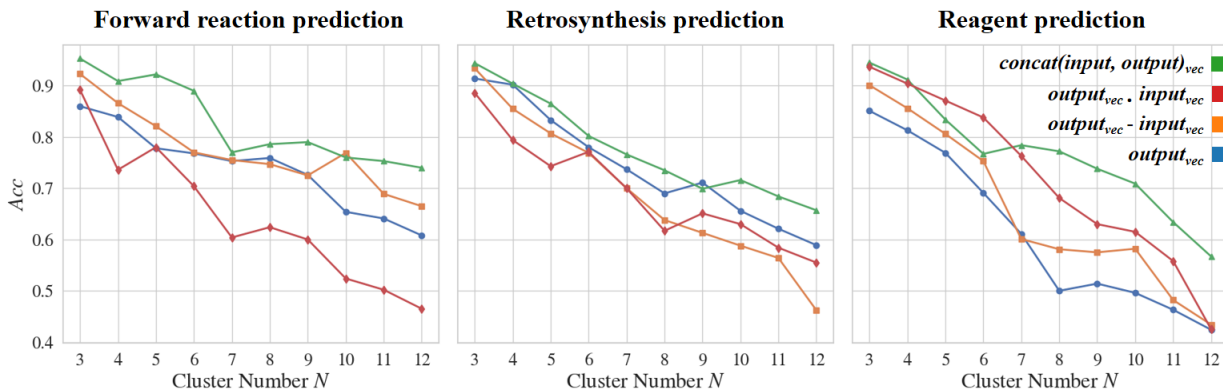 Forward reaction prediction
Retrosynthesis prediction
Reagent prediction
concat(input, output)vec
outputvec . inputvec
outputvec - inputvec
outputvec
Acc
0.9
0.8
0.7
0.6
0.5
0.4
3 4 5 6 7 8 9 10 11 12
3 4 5 6 7 8 9 10 11 12
3 4 5 6 7 8 9 10 11 12
Cluster Number N
Cluster Number N
Cluster Number N